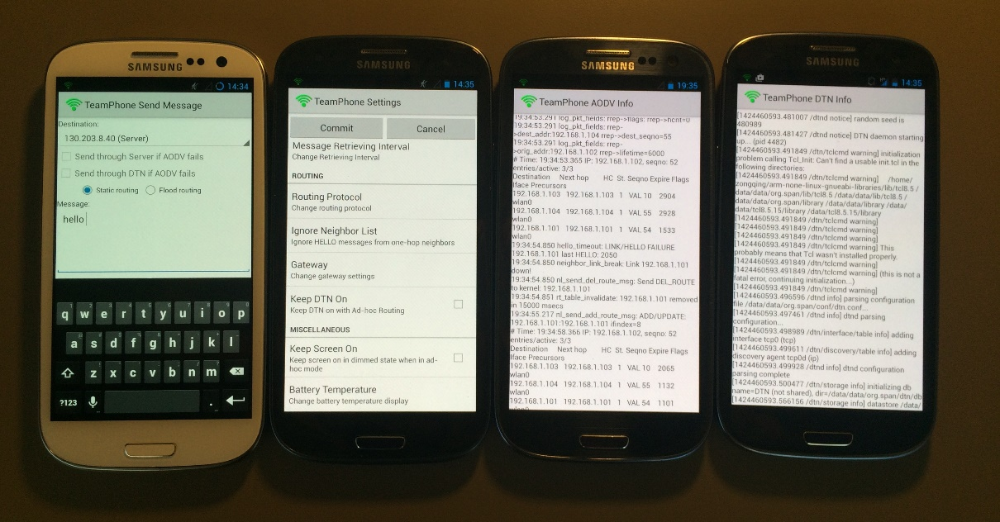 SAMSUNG
14:34
TeamPhone Send Message
Destination:
130.203.8.40 (Server)
Send through Server if AODV fails
Send through DTN if AODV fails
Static routing Flood routing
Message:
hello
q w e r t y u i o p
a s d f g h j k l
z x c v b n m
?123 .
SAMSUNG
14:35
TeamPhone Settings
Commit Cancel
Message Retrieving Interval
Change Retrieving Interval
ROUTING
Routing Protocol
Change routing protocol
Ignore Neighbor List
Ignore HELLO messages from one-hop neighbors
Gateway
Change gateway settings
Keep DTN On
Keep DTN on with Ad-hoc Routing
MISCELLANEOUS
Keep Screen On
Keep screen on in dimmed state when in ad-
hoc mode
Battery Temperature
Change battery temperature display
SAMSUNG
19:35
TeamPhone AODV Info
19:34:53.291 log_pkt_fields: rrep->flags: rrep->hcnt=0
19:34:53.291 log_pkt_fields: rrep-
>dest_addr:192.168.1.104 rrep->dest_seqno=55
19:34:53.291 log_pkt_fields: rrep-
>orig_addr:192.168.1.102 rrep->lifetime=6000
# Time: 19:34:53.365 IP: 192.168.1.102, seqno: 52
entries/active: 3/3
Destination Next hop HC St. Seqno Expire Flags
Iface Precursors
192.168.1.103 192.168.1.103 1 VAL 10 2904
wlan0
192.168.1.104 192.168.1.104 1 VAL 55 2928
wlan0
192.168.1.101 192.168.1.101 1 VAL 54 1533
wlan0
19:34:54.850 hello_timeout: LINK/HELLO FAILURE
192.168.1.101 last HELLO: 2050
19:34:54.850 neighbor_link_break: Link 192.168.1.101
down!
19:34:54.850 nl_send_del_route_msg: Send DEL_ROUTE
to kernel: 192.168.1.101
19:34:54.851 rt_table_invalidate: 192.168.1.101 removed
in 15000 msecs
19:34:55.217 nl_send_add_route_msg: ADD/UPDATE:
192.168.1.101:192.168.1.101 ifindex=8
# Time: 19:34:58.366 IP: 192.168.1.102, seqno: 52
entries/active: 3/3
Destination Next hop HC St. Seqno Expire Flags
Iface Precursors
192.168.1.103 192.168.1.103 1 VAL 10 2065
wlan0
192.168.1.104 192.168.1.104 1 VAL 55 1132
wlan0
192.168.1.101 192.168.1.101 1 VAL 54 1101
wlan0
SAMSUNG
14:35
TeamPhone DTN Info
[1424460593.481007 /dtnd notice] random seed is
480989
[1424460593.481427 /dtnd notice] DTN daemon starting
up... (pid 4482)
[1424460593.491849 /dtn/tclcmd warning] initialization
problem calling Tcl_Init: Can't find a usable init.tcl in the
following directories:
[1424460593.491849 /dtn/tclcmd warning] /home/
zongqing/arm-none-linux-gnueabi-libraries/lib/tcl8.5 /
data/data/org.span/lib/tcl8.5 /data/data/org.span/lib/tcl8.5 /
data/data/org.span/library /data/data/library /data/
data/tcl8.5.15/library /data/tcl8.5.15/library
[1424460593.491849 /dtn/tclcmd warning]
[1424460593.491849 /dtn/tclcmd warning]
[1424460593.491849 /dtn/tclcmd warning] This
probably means that Tcl wasn't installed properly.
[1424460593.491849 /dtn/tclcmd warning]
[1424460593.491849 /dtn/tclcmd warning] (this is not a
fatal error, continuing initialization...)
[1424460593.496596 /dtnd info] parsing configuration
file /data/data/org.span/conf/dtn.conf...
[1424460593.497461 /dtnd info] dtnd parsing
configuration...
[1424460593.498989 /dtn/interface/table info] adding
interface tcp0 (tcp)
[1424460593.499611 /dtn/discovery/table info] adding
discovery agent tcp0d (ip)
[1424460593.499928 /dtnd info] dtnd configuration
parsing complete
[1424460593.500477 /dtn/storage info] initializing db
name=DTN (not shared), dir=/data/data/org.span/dtn/db
[1424460593.566156 /dtn/storage info] datastore /data/